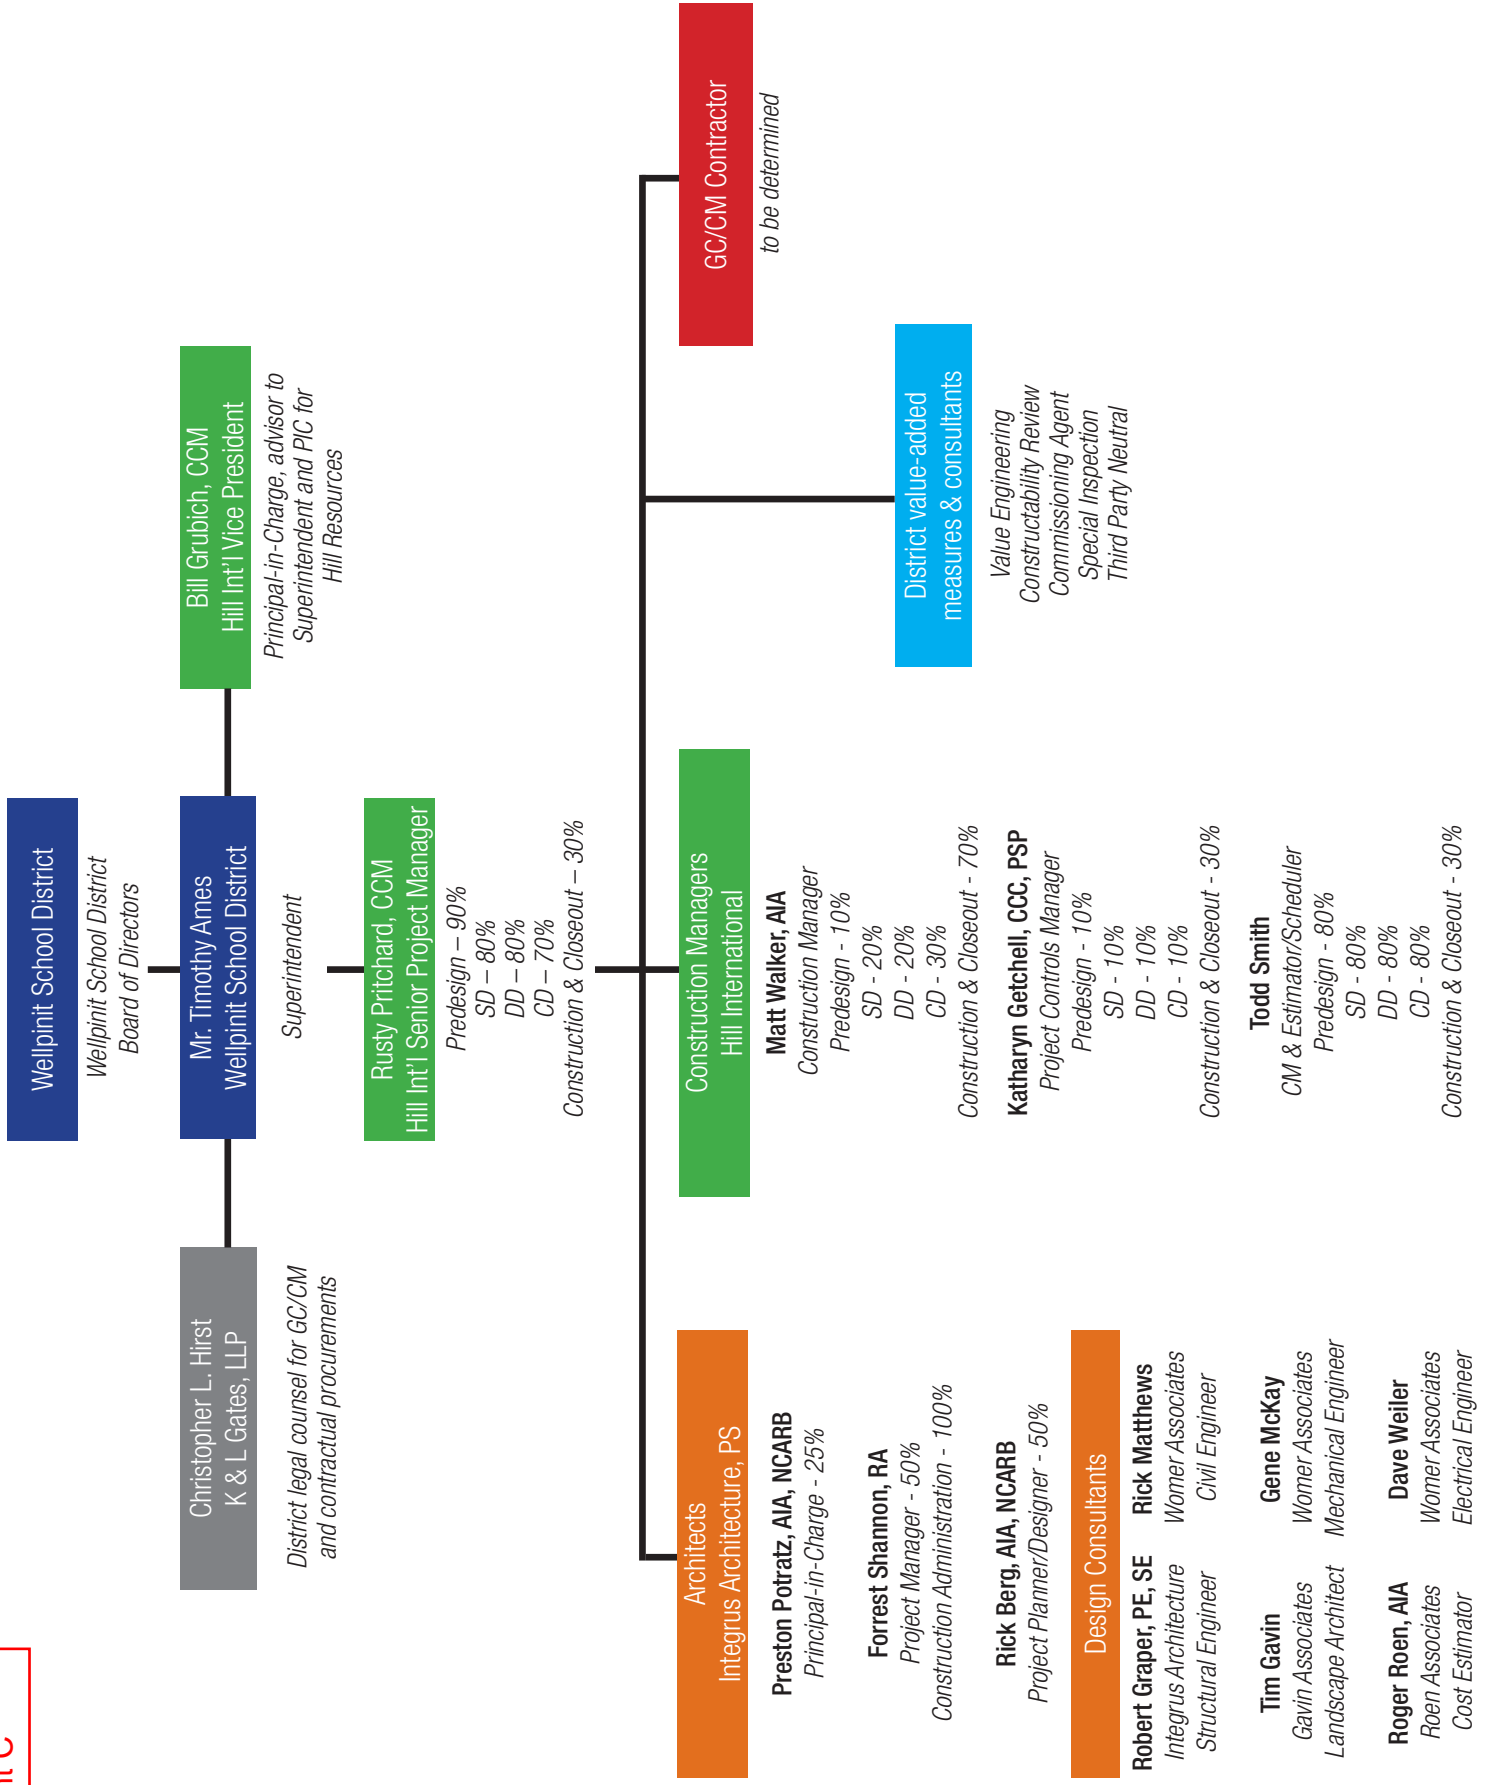 Wellpinit School District
Wellpinit School District
Board of Directors
Christopher L. Hirst
K & L Gates, LLP
District legal counsel for GC/CM
and contractual procurements
Mr. Timothy Ames
Wellpinit School District
Superintendent
Bill Grubich, CCM
Hill Int'l Vice President
Principal-in-Charge, advisor to
Superintendent and PIC for
Hill Resources
Rusty Pritchard, CCM
Hill Int'l Senior Project Manager
Predesign – 90%
SD – 80%
DD – 80%
CD – 70%
Construction & Closeout – 30%
Architects
Integrus Architecture, PS
Preston Potratz, AIA, NCARB
Principal-in-Charge - 25%
Forrest Shannon, RA
Project Manager - 50%
Construction Administration - 100%
Rick Berg, AIA, NCARB
Project Planner/Designer - 50%
Design Consultants
Robert Graper, PE, SE
Integrus Architecture
Structural Engineer
Tim Gavin
Gavin Associates
Landscape Architect
Roger Roen, AIA
Roen Associates
Cost Estimator
Rick Matthews
Womer Associates
Civil Engineer
Gene McKay
Womer Associates
Mechanical Engineer
Dave Weiler
Womer Associates
Electrical Engineer
Construction Managers
Hill International
Matt Walker, AIA
Construction Manager
Predesign - 10%
SD - 20%
DD - 20%
CD - 30%
Construction & Closeout - 70%
Katharyn Getchell, CCC, PSP
Project Controls Manager
Predesign - 10%
SD - 10%
DD - 10%
CD - 10%
Construction & Closeout - 30%
Todd Smith
CM & Estimator/Scheduler
Predesign - 80%
SD - 80%
DD - 80%
CD - 80%
Construction & Closeout - 30%
District value-added
measures & consultants
Value Engineering
Constructability Review
Commissioning Agent
Special Inspection
Third Party Neutral
GC/CM Contractor
to be determined